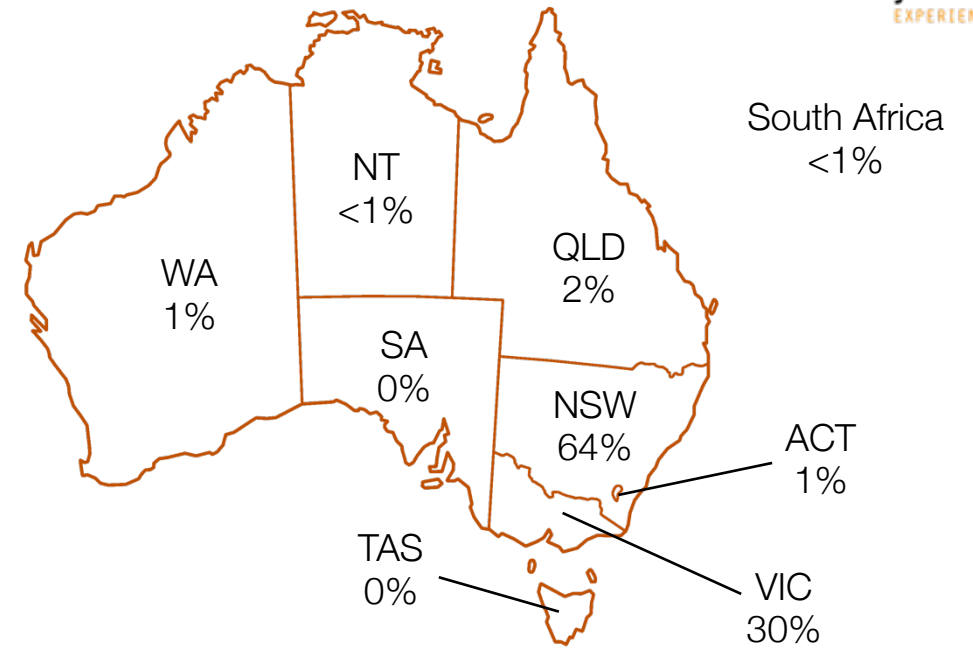 EXPERIEN
South Africa
<1%
NT
<1%
QLD
2%
WA
1%
SA
0%
NSW
64%
ACT
1%
TAS
0%
VIC
30%